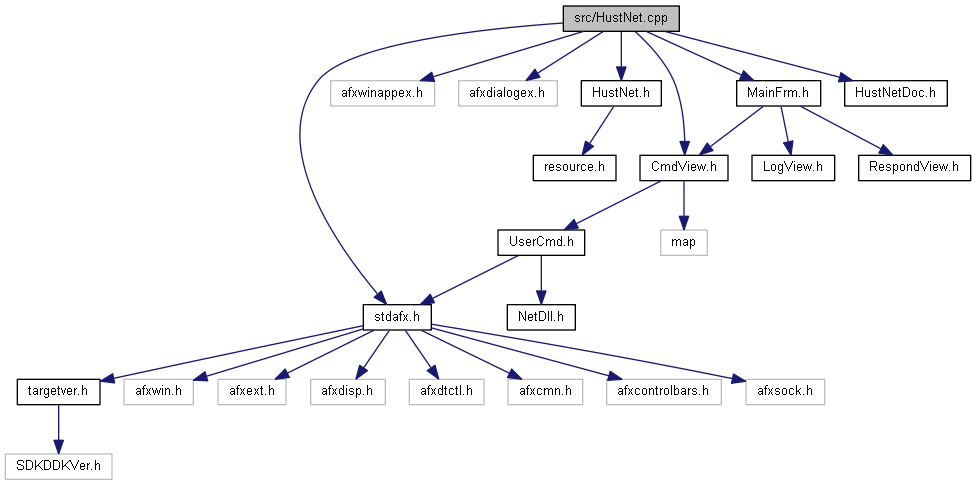 src/HustNet.cpp
afxwinappex.h
afxdialogex.h
HustNet.h
MainFrm.h
HustNetDoc.h
resource.h
CmdView.h
LogView.h
RespondView.h
UserCmd.h
map
stdafx.h
NetDll.h
targetver.h
afxwin.h
afxext.h
afxdisp.h
afxdtctl.h
afxcmn.h
afxcontrolbars.h
afxsock.h
SDKDDKVer.h